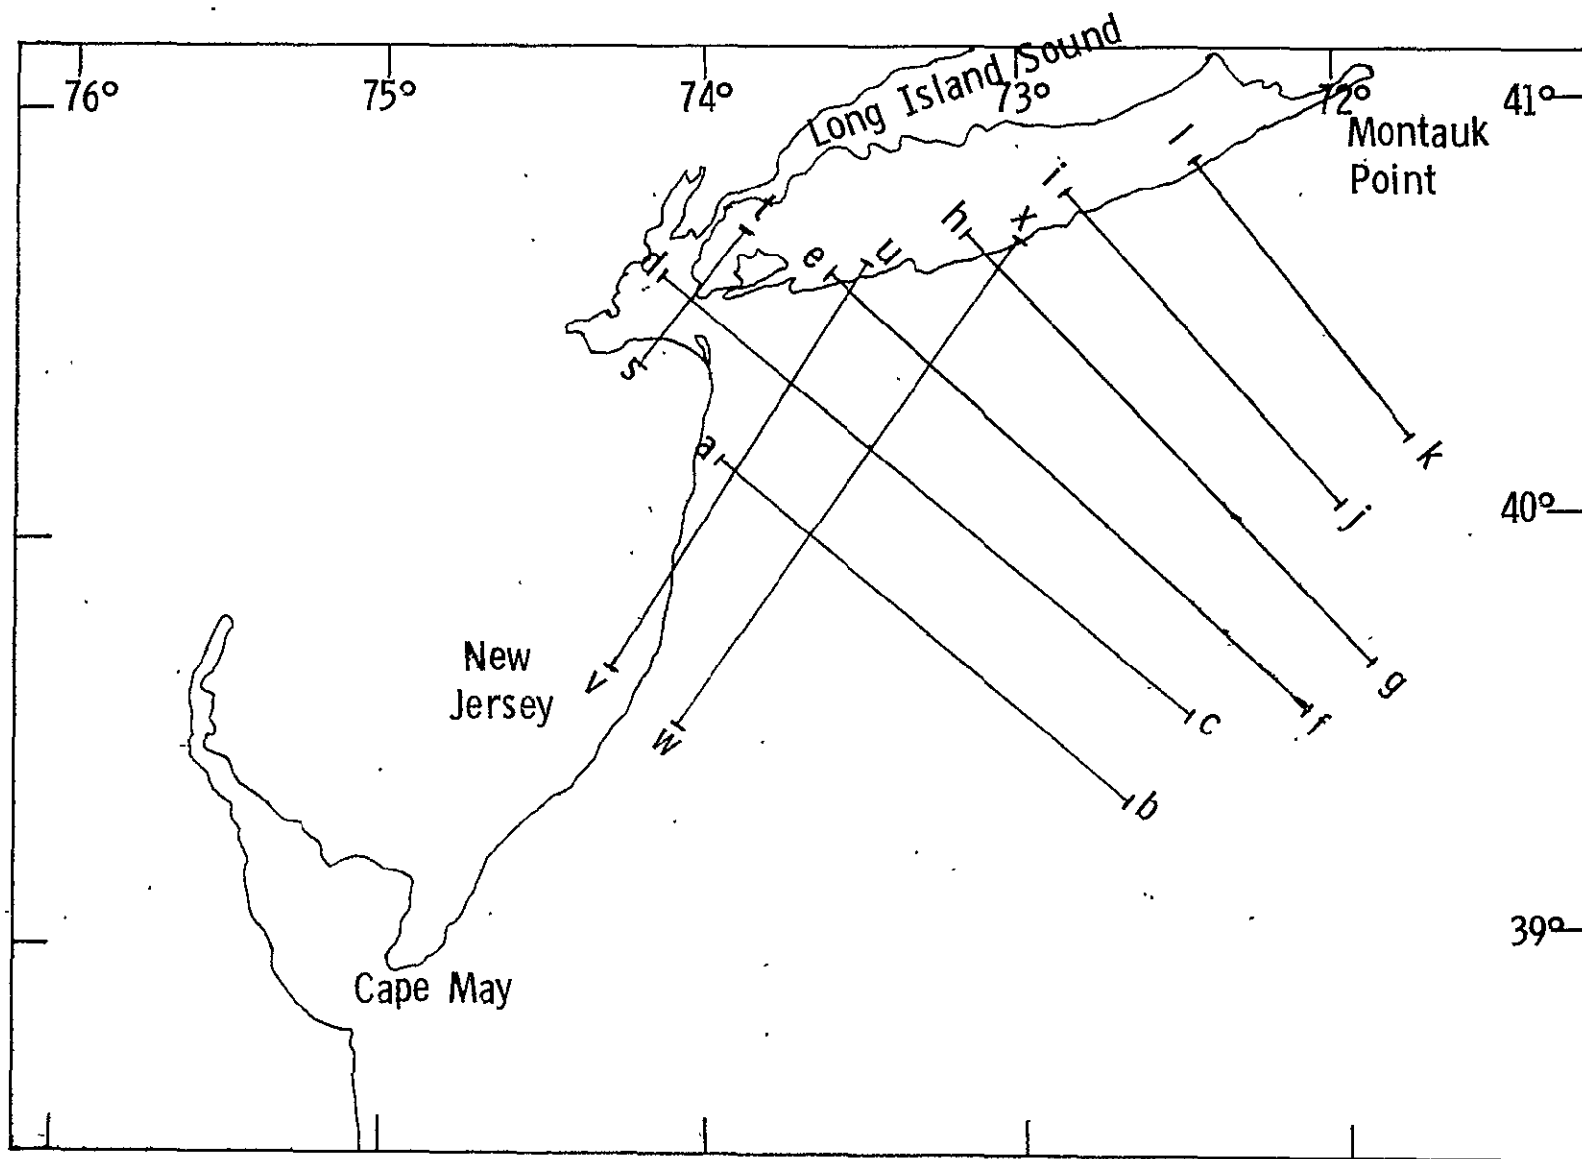 Long Island Sound
76°
75°
74°
73°
72°
41°
Montauk
Point
l
i
t
h
x
d
e
u
s
a
k
40°
j
New
Jersey
v
g
w
c
f
b
39°
Cape May